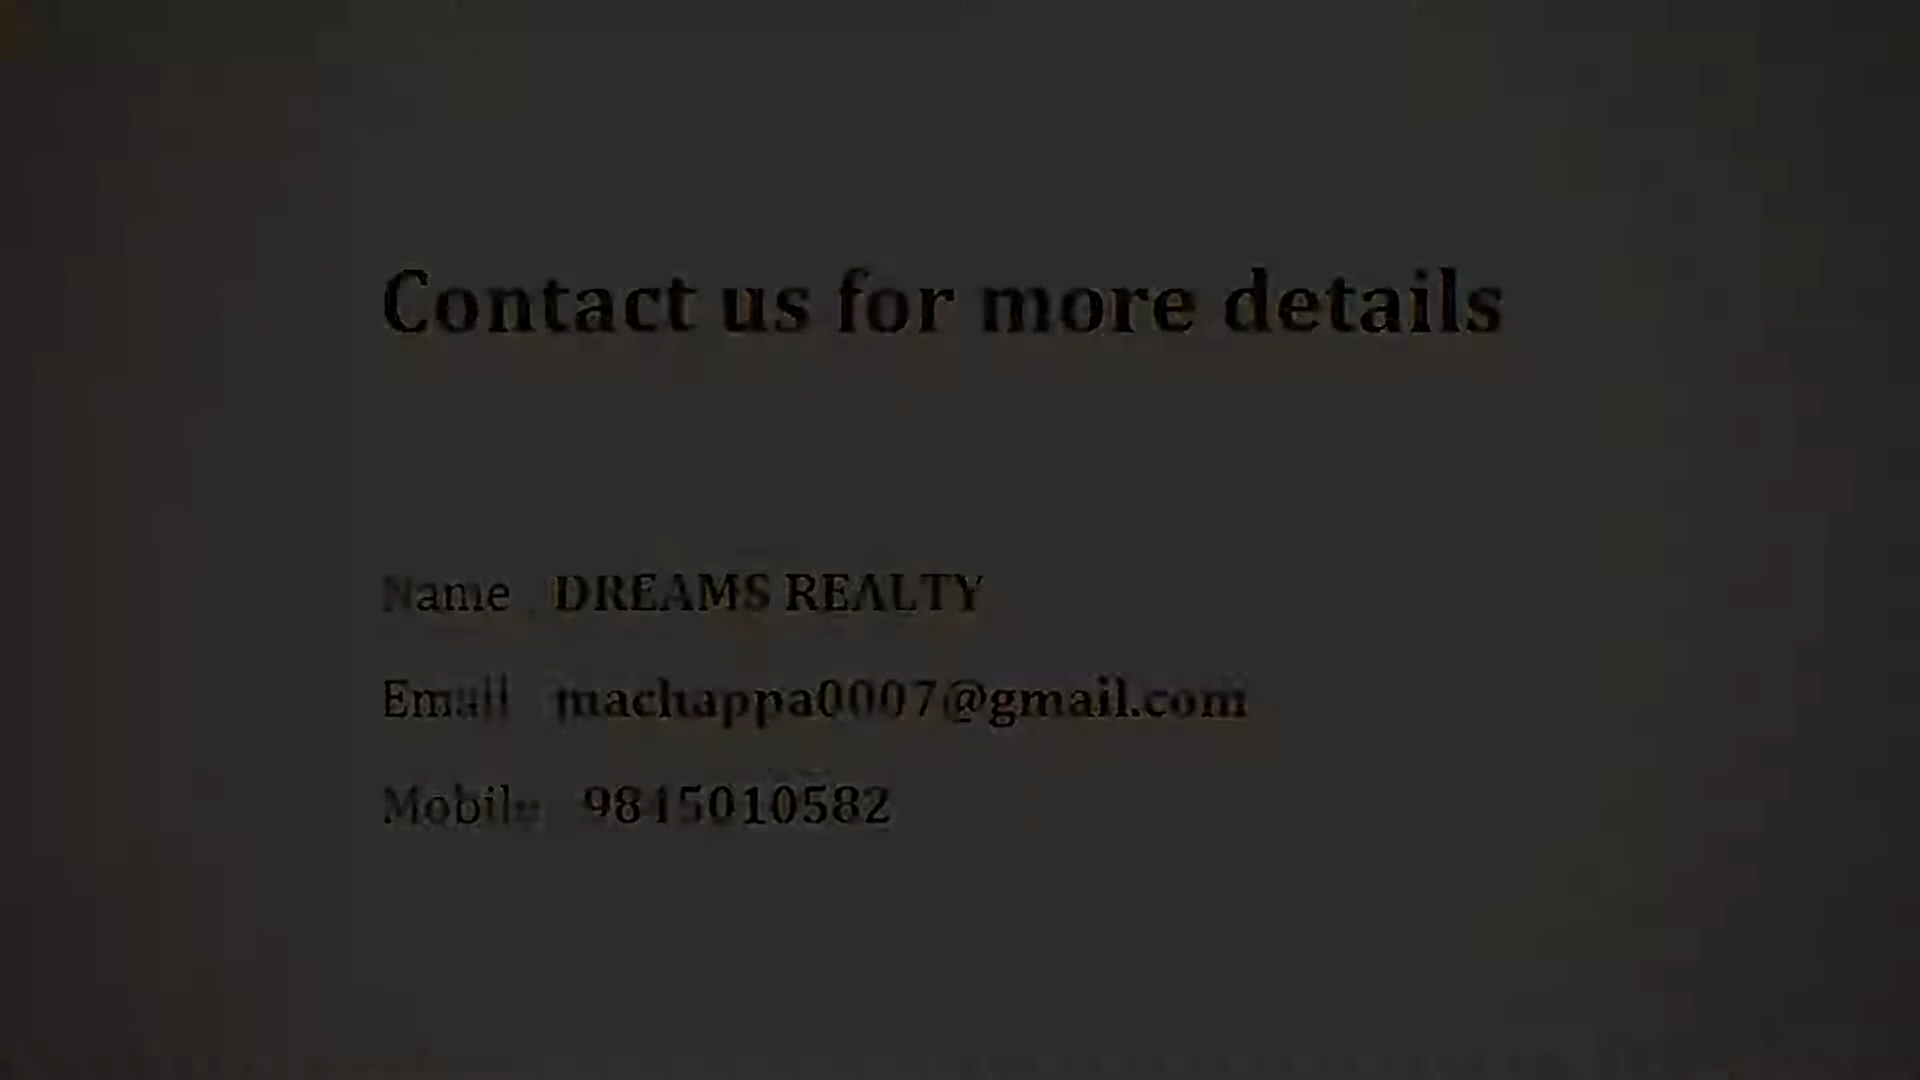 Contact us for more details
Name DREAMS REALTY
Email machappa0007@gmail.com
Mobile 9845010582